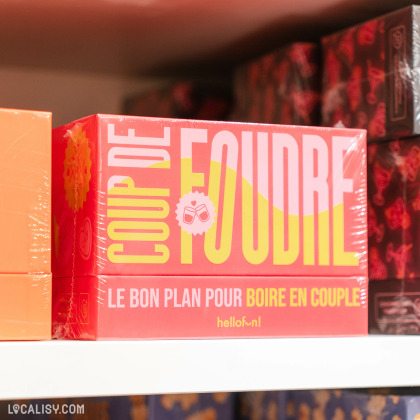 COUP DE
FOUDRE
LE BON PLAN POUR BOIRE EN COUPLE
hellofun!
LOCALISY.COM